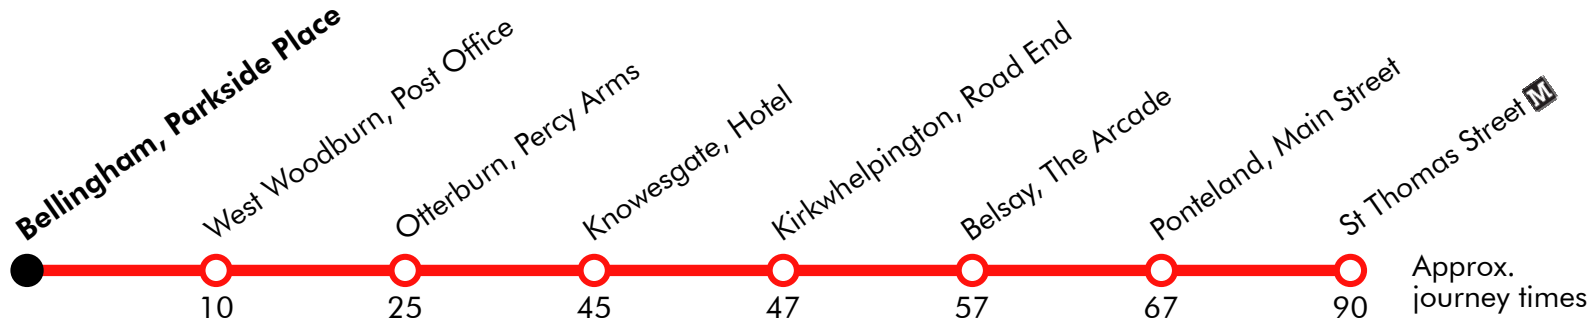 Bellingham, Parkside Place
West Woodburn, Post Office
Otterburn, Percy Arms
Knowesgate, Hotel
Kirkwhelpington, Road End
Belsay, The Arcade
Ponteland, Main Street
St Thomas Street M
10 25 45 47 57 67 90
Approx.
journey times